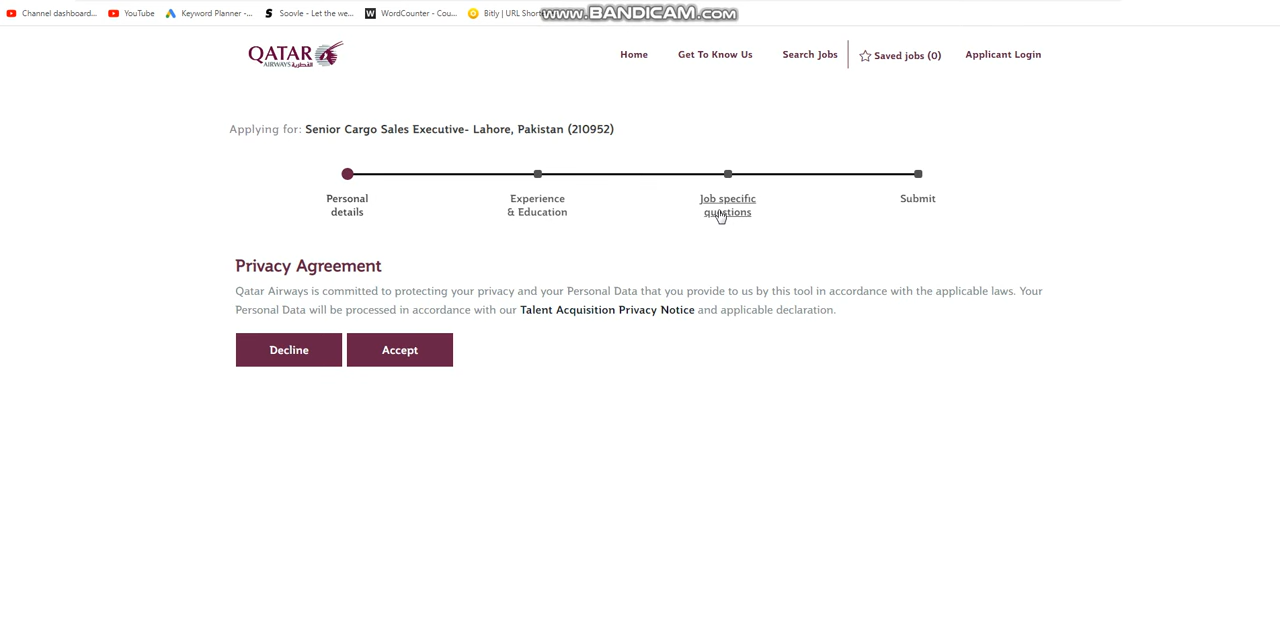 Channel dashboard...
YouTube
Keyword Planner -...
Soovle - Let the we...
WordCounter - Cou...
Bitly | URL Short
www.BANDICAM.com
QATAR
AIRWAYS القطرية
Home
Get To Know Us
Search Jobs
Saved jobs (0)
Applicant Login
Applying for: Senior Cargo Sales Executive- Lahore, Pakistan (210952)
Personal
details
Experience
& Education
Job specific
questions
Submit
Privacy Agreement
Qatar Airways is committed to protecting your privacy and your Personal Data that you provide to us by this tool in accordance with the applicable laws. Your
Personal Data will be processed in accordance with our Talent Acquisition Privacy Notice and applicable declaration.
Decline
Accept